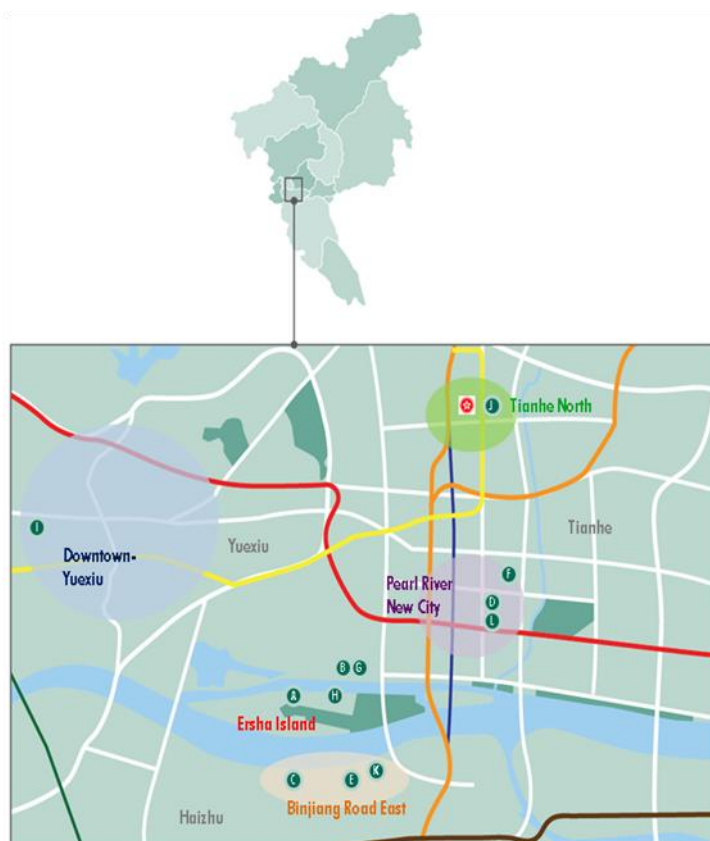 J
Tianhe North
I
Downtown-
Yuexiu
Yuexiu
Tianhe
F
Pearl River
New City
D
L
B
G
A
H
Ersha Island
C
E
K
Binjiang Road East
Haizhu